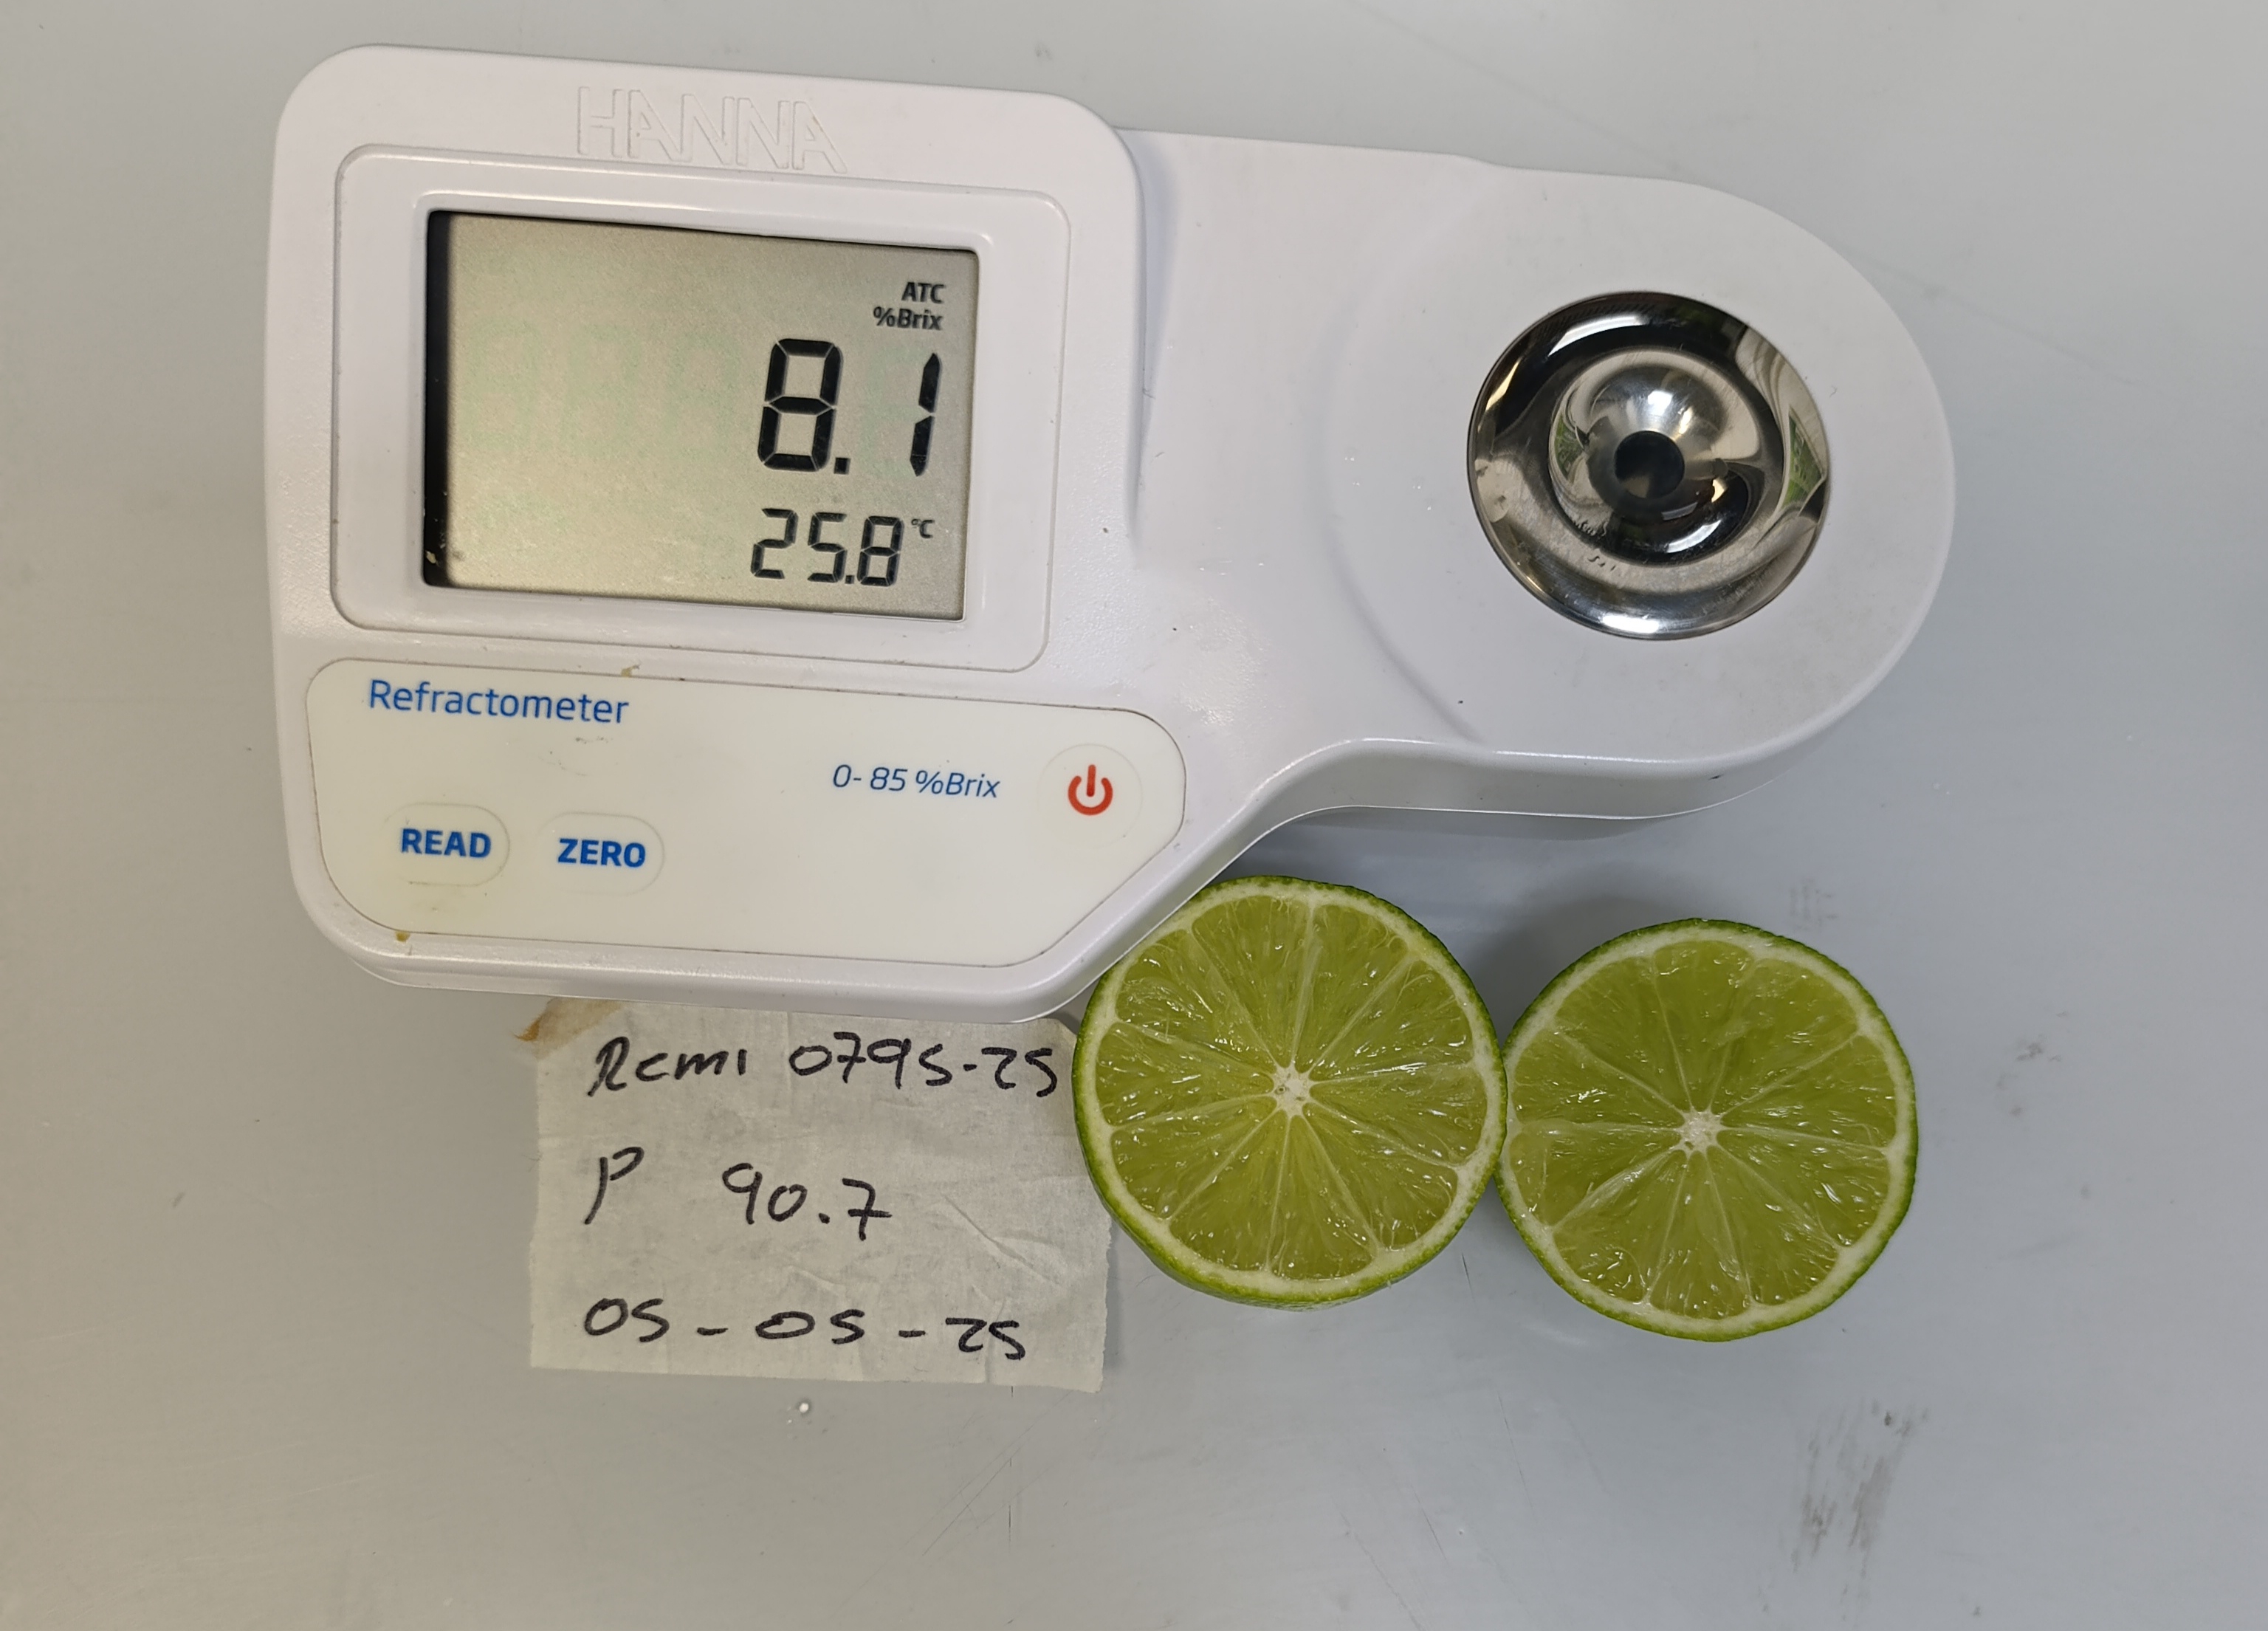 HANNA
ATC
%Brix
8.1
25.8 °C
Refractometer
0-85 %Brix
READ
ZERO
Remi 0795-25
P 90.7
05-05-25